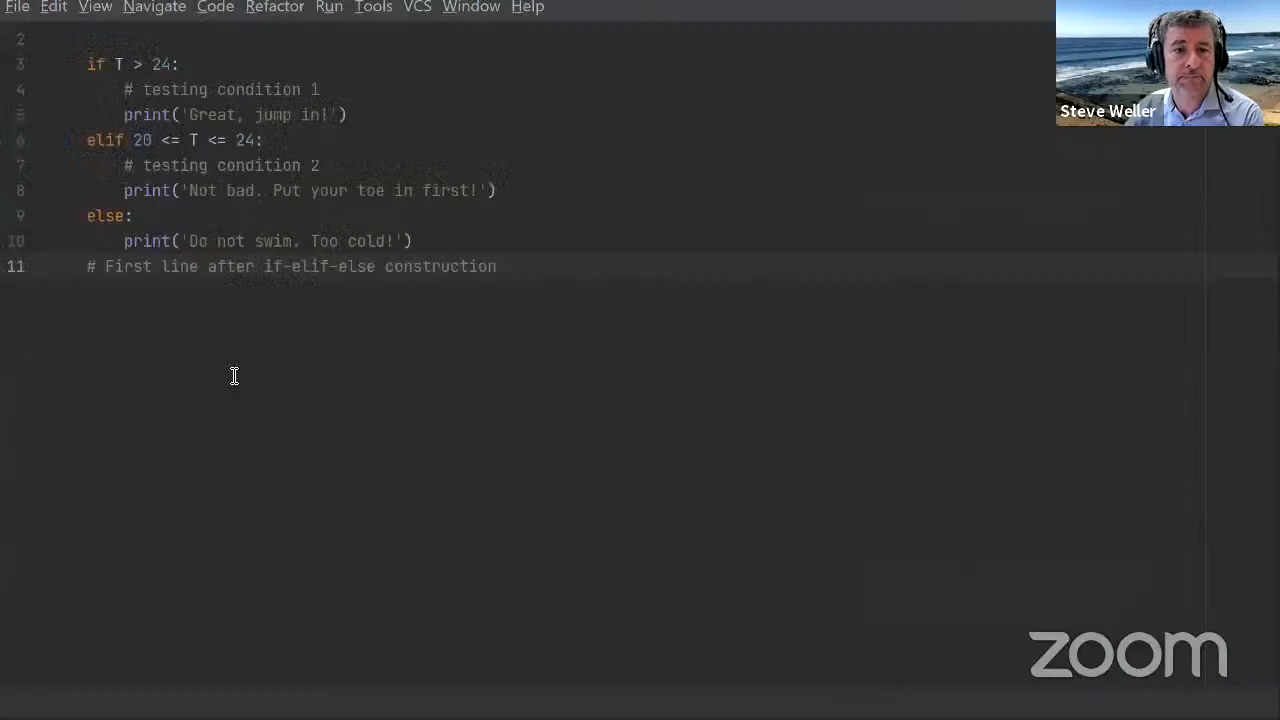 File Edit View Navigate Code Refactor Run Tools VCS Window Help
2
3 if T > 24:
4 # testing condition 1
5 print('Great, jump in!')
6 elif 20 <= T <= 24:
7 # testing condition 2
8 print('Not bad. Put your toe in first!')
9 else:
10 print('Do not swim. Too cold!')
11 # First line after if-elif-else construction
Steve Weller
zoom